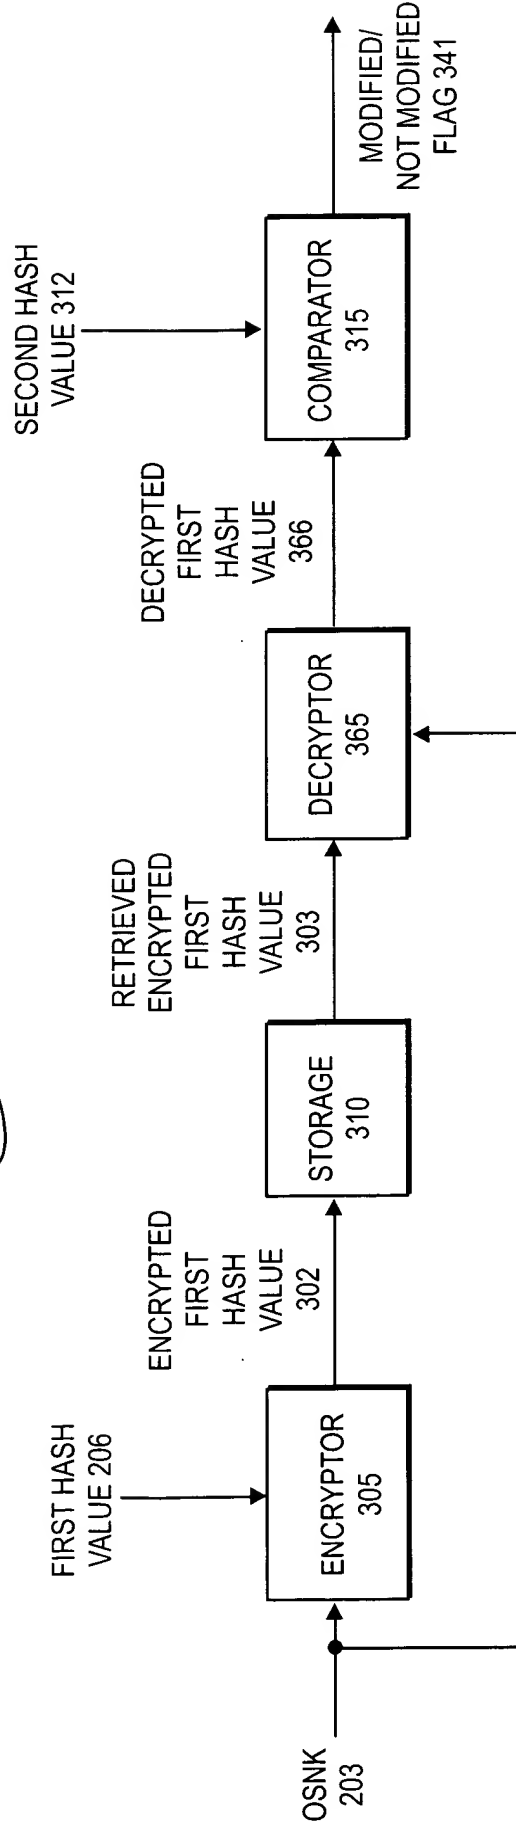 OSNK
203
FIRST HASH
VALUE 206
ENCRYPTOR
305
ENCRYPTED
FIRST
HASH
VALUE
302
STORAGE
310
RETRIEVED
ENCRYPTED
FIRST
HASH
VALUE
303
DECRYPTOR
365
DECRYPTED
FIRST
HASH
VALUE
366
SECOND HASH
VALUE 312
COMPARATOR
315
MODIFIED/
NOT MODIFIED
FLAG 341